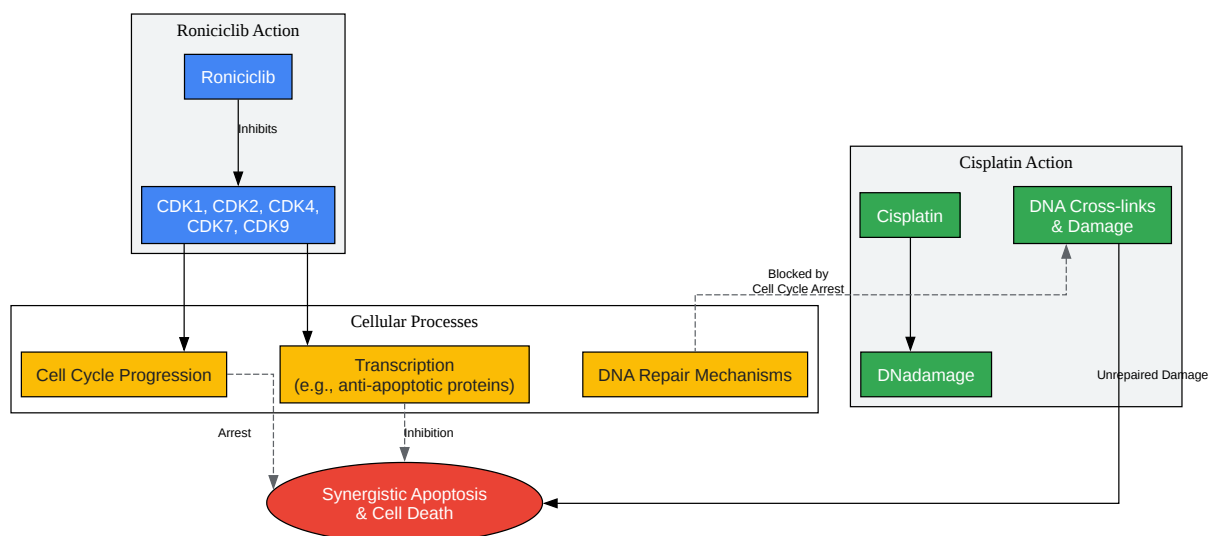 Roniciclib Action
Roniciclib
Inhibits
CDK1, CDK2, CDK4,
CDK7, CDK9
Cisplatin Action
Cisplatin
DNA Cross-links
& Damage
Blocked by
Cell Cycle Arrest
Cellular Processes
Cell Cycle Progression
Transcription
(e.g., anti-apoptotic proteins)
DNA Repair Mechanisms
DNadamage
Unrepaired Damage
Arrest
Inhibition
Synergistic Apoptosis
& Cell Death